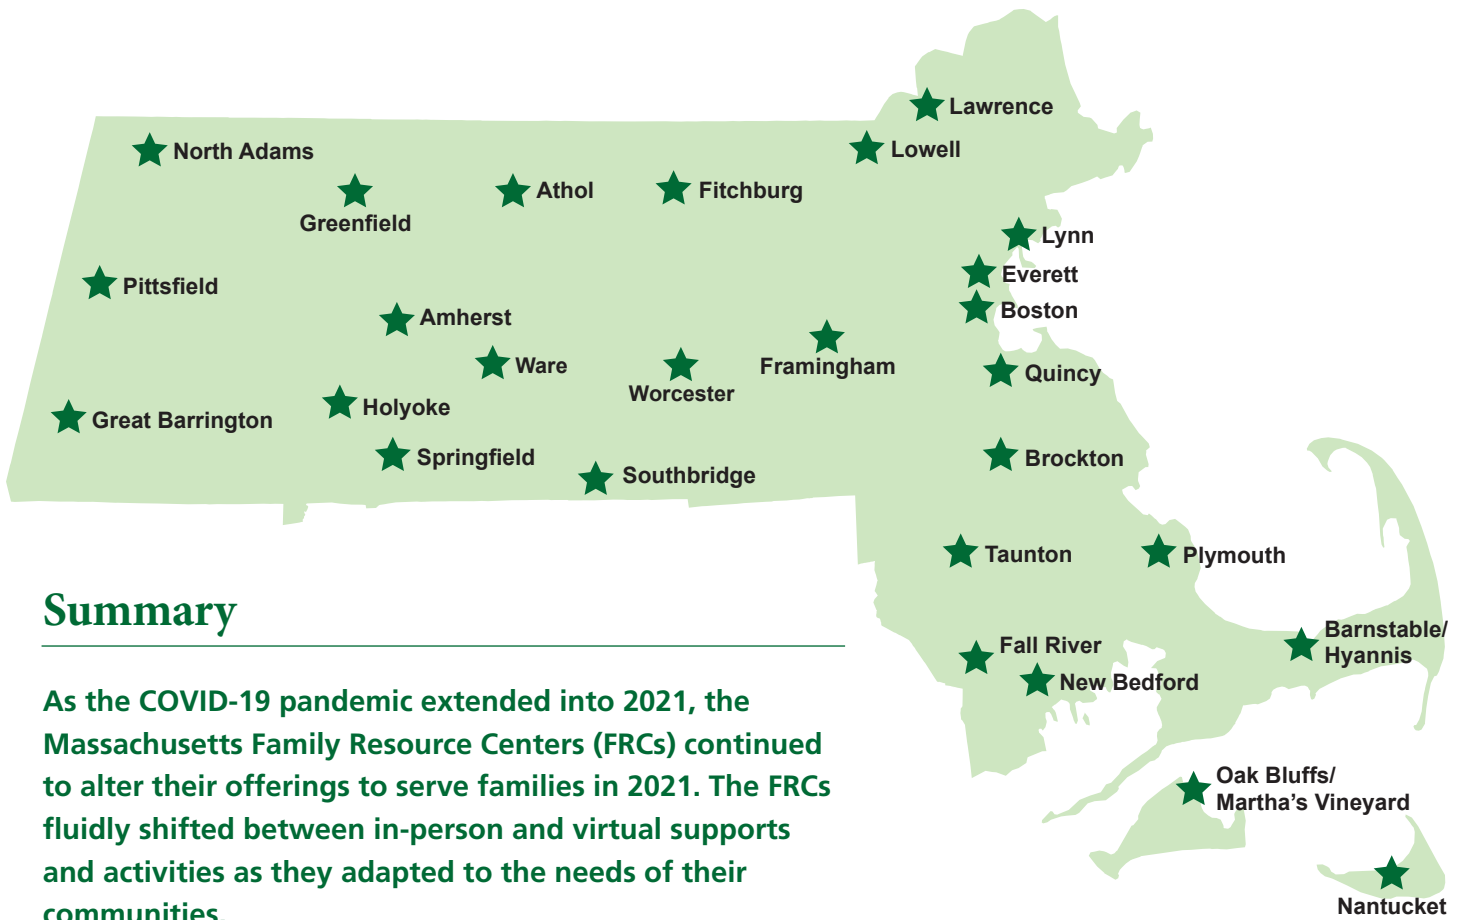 Lawrence
Lowell
North Adams
Athol
Fitchburg
Greenfield
Lynn
Everett
Pittsfield
Boston
Amherst
Ware
Framingham
Quincy
Worcester
Holyoke
Great Barrington
Springfield
Brockton
Southbridge
Taunton
Plymouth
Barnstable/
Hyannis
Fall River
New Bedford
Oak Bluffs/
Martha's Vineyard
Nantucket
Summary
As the COVID-19 pandemic extended into 2021, the
Massachusetts Family Resource Centers (FRCs) continued
to alter their offerings to serve families in 2021. The FRCs
fluidly shifted between in-person and virtual supports
and activities as they adapted to the needs of their
communities.